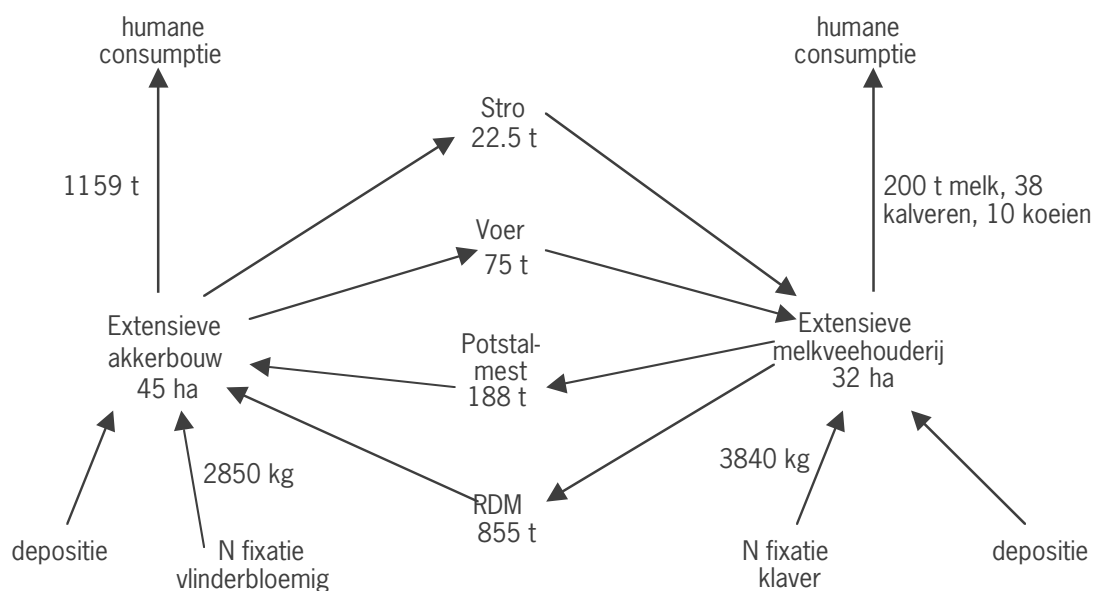 humane
consumptie
humane
consumptie
Stro
22.5 t
1159 t
200 t melk, 38
kalveren, 10 koeien
Voer
75 t
Extensieve
akkerbouw
45 ha
Potstal-
mest
188 t
Extensieve
melkveehouderij
32 ha
2850 kg
3840 kg
RDM
855 t
depositie
N fixatie
vlinderbloemig
N fixatie
klaver
depositie